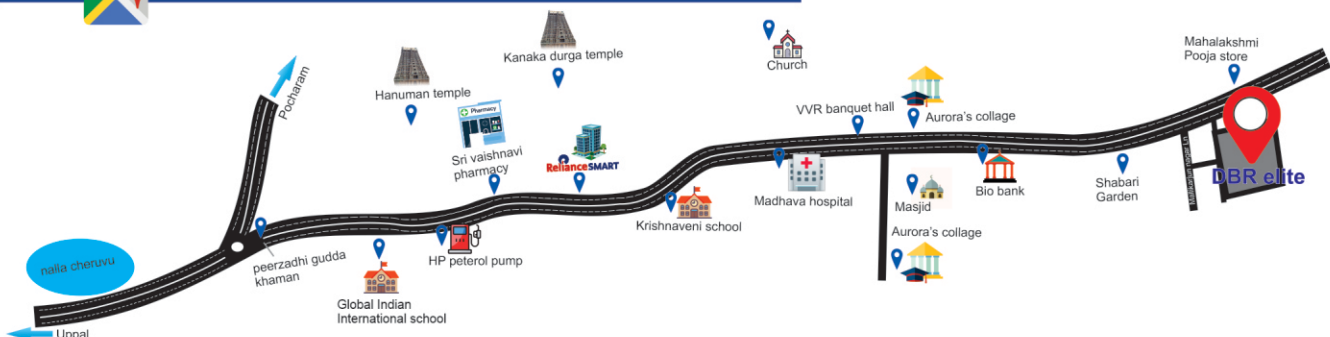 Pocharam
Hanuman temple
Kanaka durga temple
Church
Mahalakshmi
Pooja store
Pharmacy
Sri vaishnavi
pharmacy
RelianceSMART
VVR banquet hall
Aurora's collage
DBR elite
Krishnaveni school
Madhava hospital
Masjid
Bio bank
Shabari
Garden
Aurora's collage
nalla cheruvu
peerzadhi gudda
khaman
HP peterol pump
Global Indian
International school
Uppal